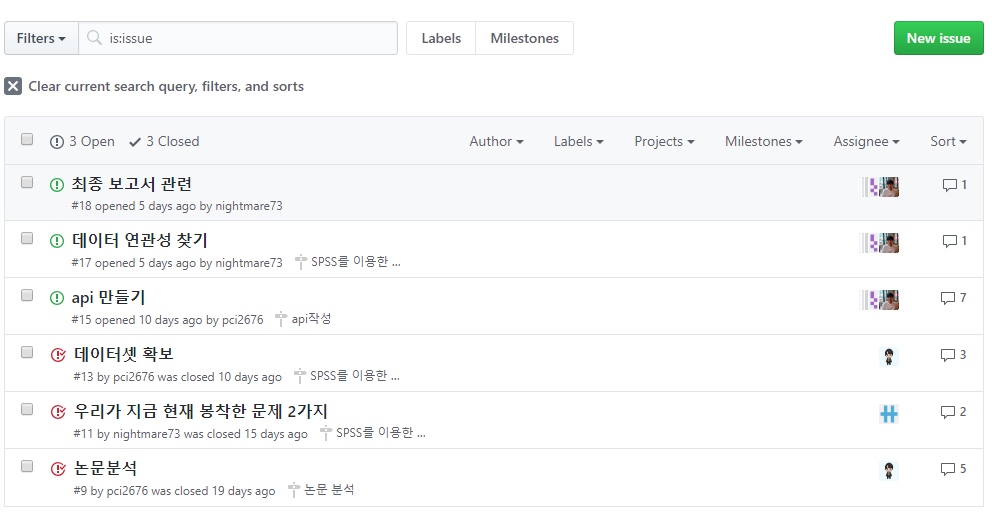 Filters is:issue Labels Milestones New issue
Clear current search query, filters, and sorts
3 Open 3 Closed Author Labels Projects Milestones Assignee Sort
최종 보고서 관련 1
#18 opened 5 days ago by nightmare73
데이터 연관성 찾기 1
#17 opened 5 days ago by nightmare73 SPSS를 이용한 ...
api 만들기 7
#15 opened 10 days ago by pci2676 api작성
데이터셋 확보 3
#13 by pci2676 was closed 10 days ago SPSS를 이용한 ...
우리가 지금 현재 봉착한 문제 2가지 2
#11 by nightmare73 was closed 15 days ago SPSS를 이용한 ...
논문분석 5
#9 by pci2676 was closed 19 days ago 논문 분석